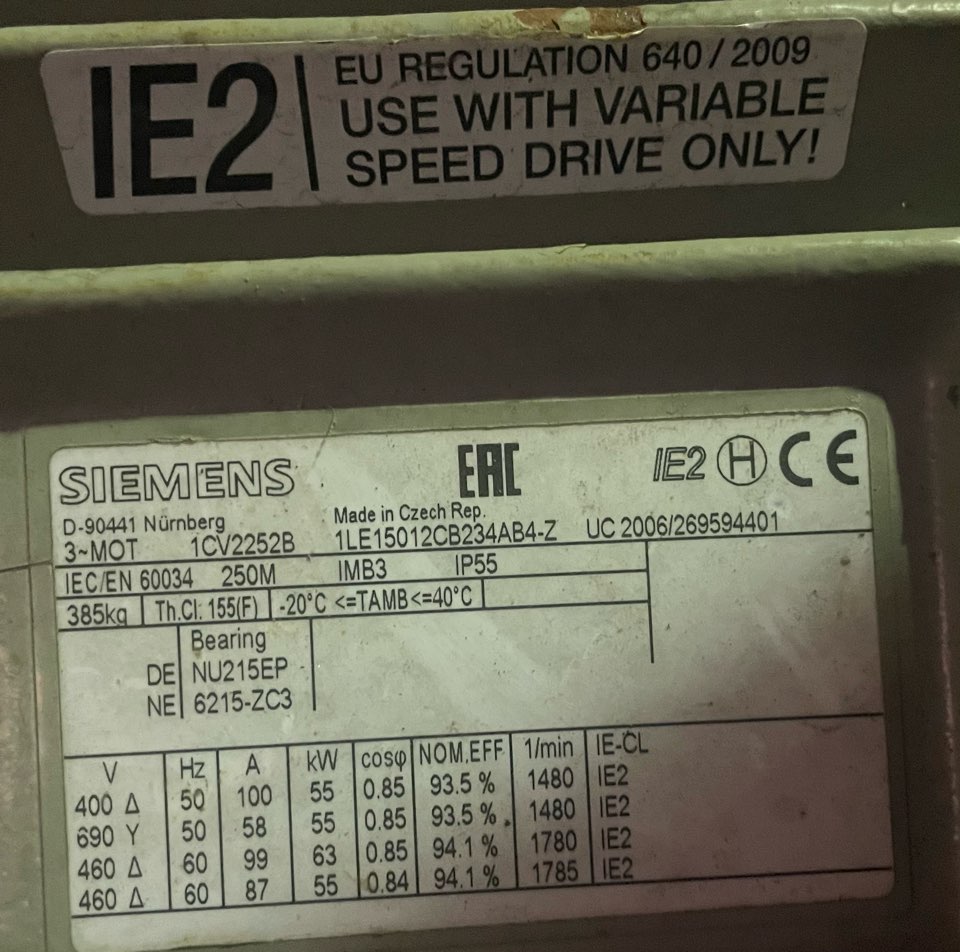 IE2
EU REGULATION 640/2009
USE WITH VARIABLE
SPEED DRIVE ONLY!
SIEMENS EAC IE2 H CE
D-90441 Nürnberg Made in Czech Rep.
3~MOT 1CV2252B 1LE15012CB234AB4-Z UC 2006/269594401
IEC/EN 60034 250M IMB3 IP55
385kg Th.Cl: 155(F) -20°C <=TAMB<=40°C
Bearing
DE NU215EP
NE 6215-ZC3
V Hz A kW cosφ NOM.EFF 1/min IE-CL
400 Δ 50 100 55 0.85 93.5 % 1480 IE2
690 Y 50 58 55 0.85 93.5 % 1480 IE2
460 Δ 60 99 63 0.85 94.1 % 1780 IE2
460 Δ 60 87 55 0.84 94.1 % 1785 IE2